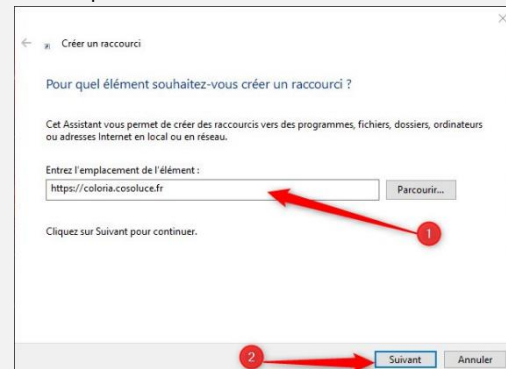 Créer un raccourci
Pour quel élément souhaitez-vous créer un raccourci ?
Cet Assistant vous permet de créer des raccourcis vers des programmes, fichiers, dossiers, ordinateurs
ou adresses Internet en local ou en réseau.
Entrez l'emplacement de l'élément :
https://coloria.cosoluce.fr
Parcourir...
Cliquez sur Suivant pour continuer.
1
2
Suivant Annuler